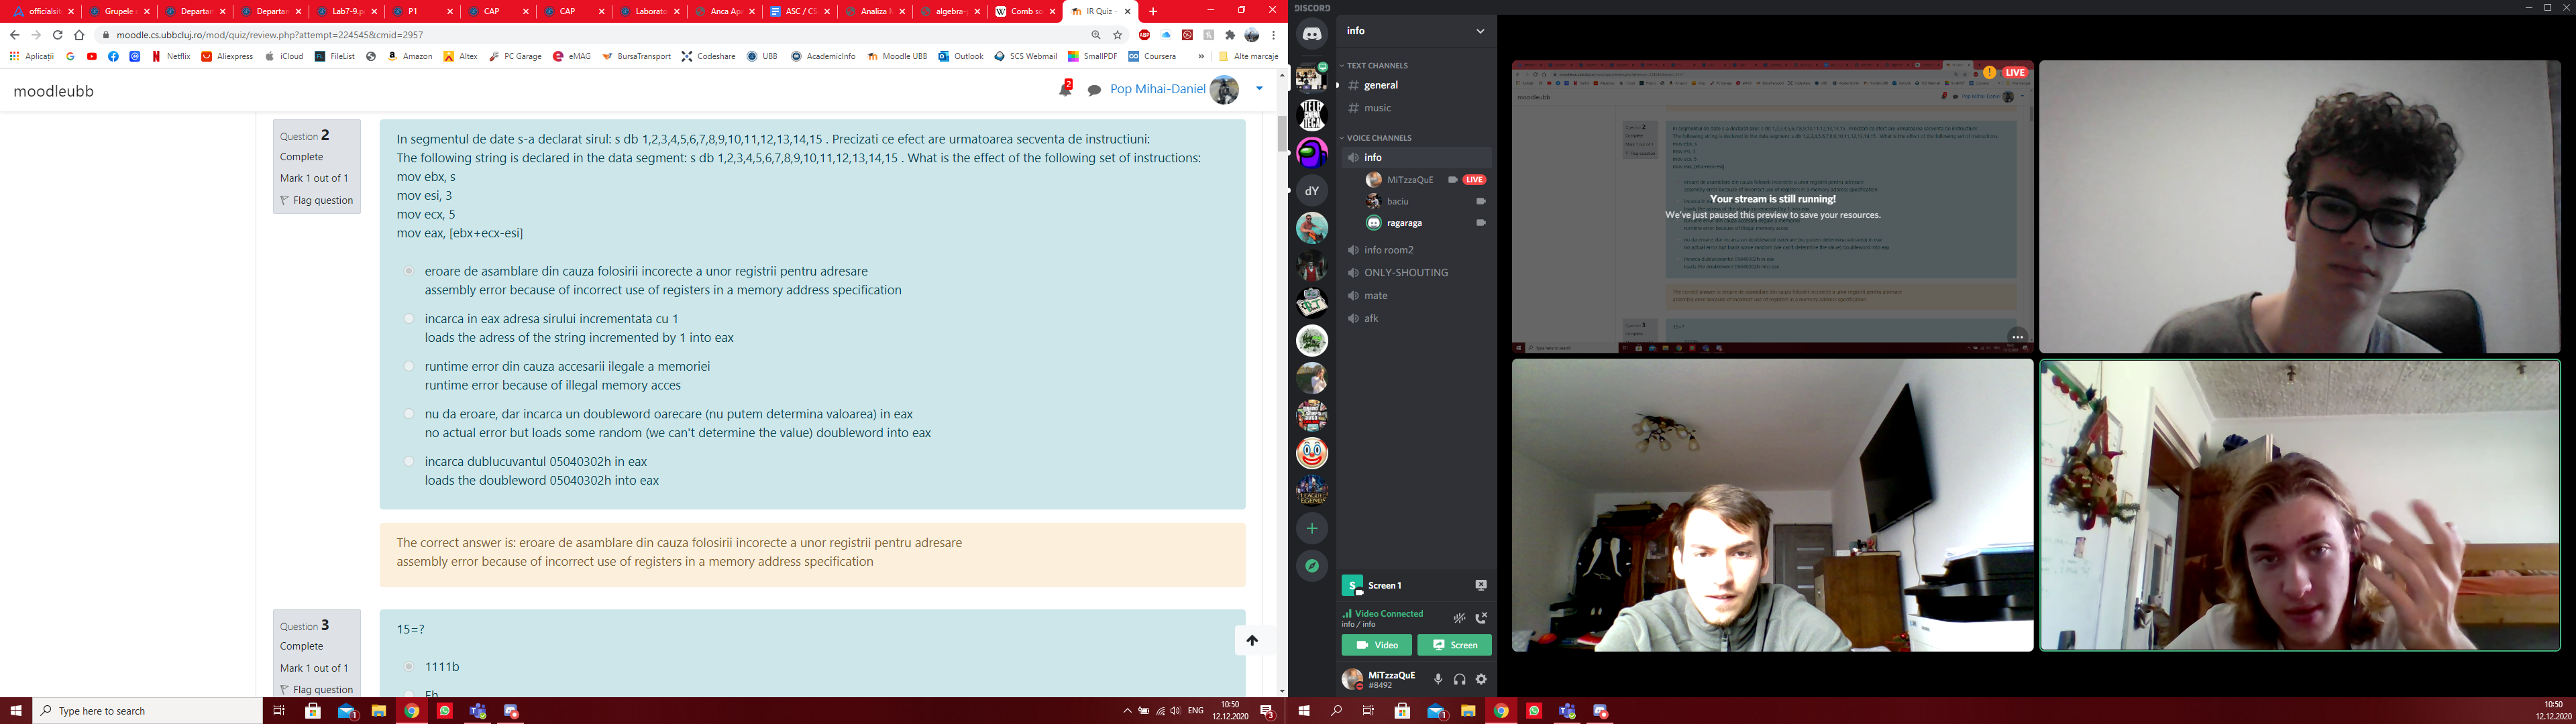 officialsit
Grupele
Departan
Departan
Lab7-9.p
P1
CAP
CAP
Laborato
Anca Ap
ASC / CS
Analiza
algebra-
Comb so
IR Quiz
moodle.cs.ubbcluj.ro/mod/quiz/review.php?attempt=224545&cmid=2957
Aplicații
Netflix
Aliexpress
iCloud
FileList
Amazon
Altex
PC Garage
eMAG
BursaTransport
Codeshare
UBB
AcademicInfo
Moodle UBB
Outlook
SCS Webmail
SmallPDF
Coursera
»
Alte marcaje
moodleubb
2
Pop Mihai-Daniel
Question 2
Complete
Mark 1 out of 1
Flag question
In segmentul de date s-a declarat sirul: s db 1,2,3,4,5,6,7,8,9,10,11,12,13,14,15 . Precizati ce efect are urmatoarea secventa de instructiuni:
The following string is declared in the data segment: s db 1,2,3,4,5,6,7,8,9,10,11,12,13,14,15 . What is the effect of the following set of instructions:
mov ebx, s
mov esi, 3
mov ecx, 5
mov eax, [ebx+ecx-esi]
eroare de asamblare din cauza folosirii incorecte a unor registrii pentru adresare
assembly error because of incorrect use of registers in a memory address specification
incarca in eax adresa sirului incrementata cu 1
loads the adress of the string incremented by 1 into eax
runtime error din cauza accesarii ilegale a memoriei
runtime error because of illegal memory acces
nu da eroare, dar incarca un doubleword oarecare (nu putem determina valoarea) in eax
no actual error but loads some random (we can't determine the value) doubleword into eax
incarca dublucuvantul 05040302h in eax
loads the doubleword 05040302h into eax
The correct answer is: eroare de asamblare din cauza folosirii incorecte a unor registrii pentru adresare
assembly error because of incorrect use of registers in a memory address specification
Question 3
Complete
Mark 1 out of 1
Flag question
15=?
1111b
Type here to search
ENG
10:50
12.12.2020
DISCORD
info
TEXT CHANNELS
# general
# music
VOICE CHANNELS
info
MiTzzaQuE
LIVE
baciu
ragaraga
info room2
ONLY-SHOUTING
mate
afk
dY
S
Screen 1
Video Connected
info / info
Video
Screen
MiTzzaQuE
#8492
LIVE
Your stream is still running!
We've just paused this preview to save your resources.
10:50
12.12.2020